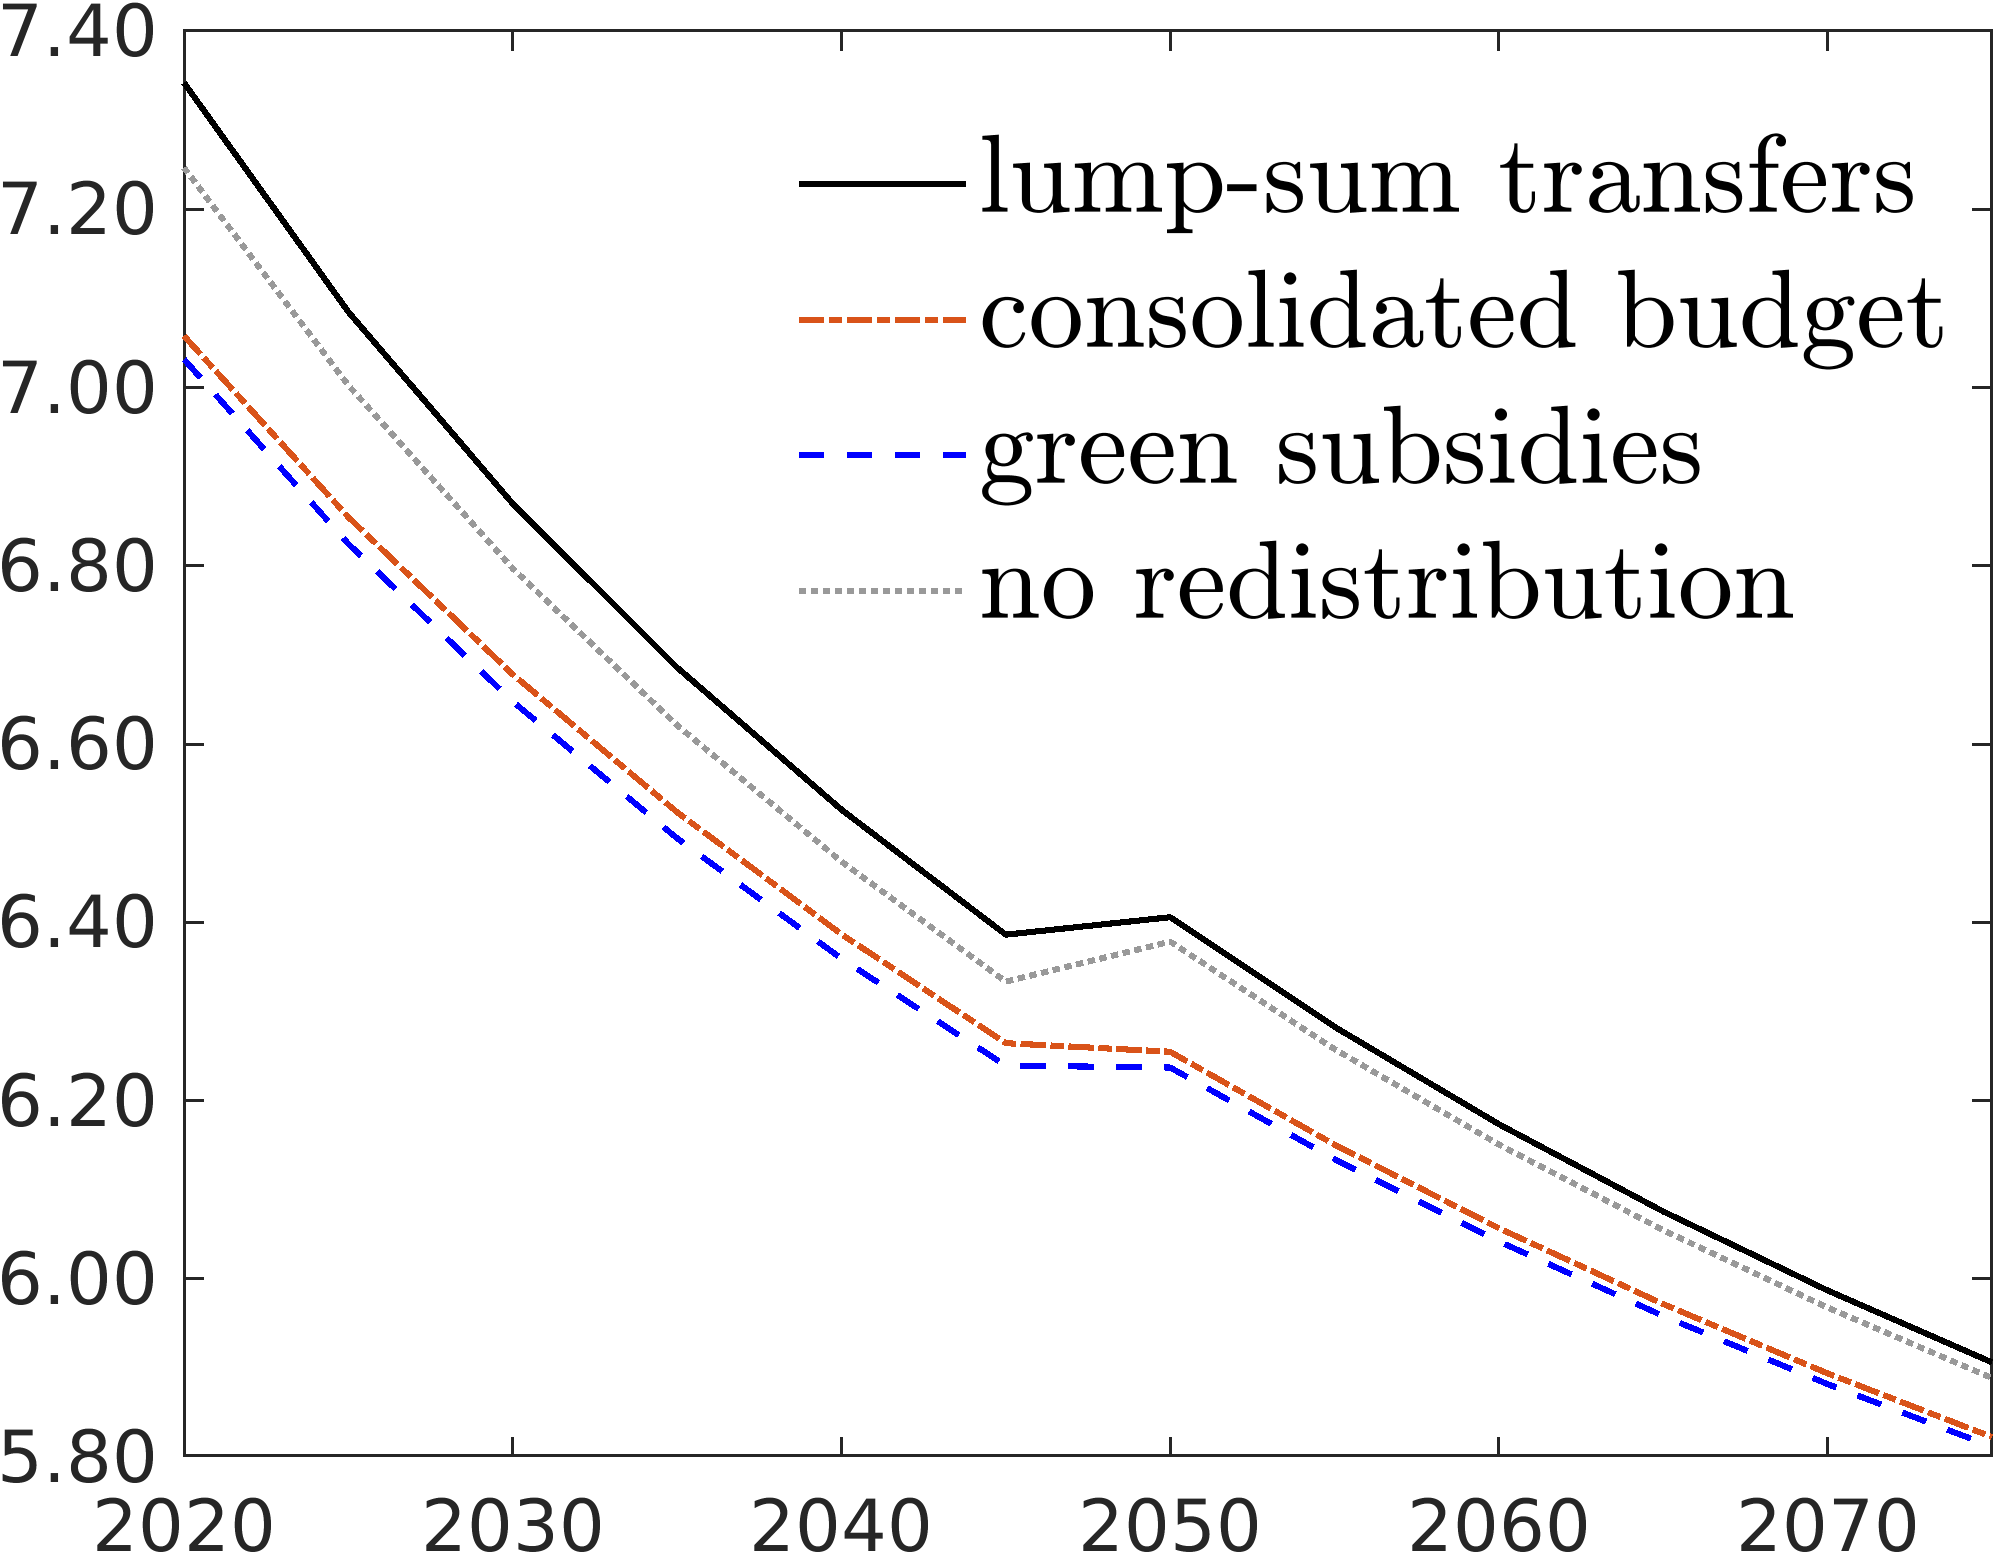 7.40
7.20
7.00
6.80
6.60
6.40
6.20
6.00
5.80
lump-sum transfers
consolidated budget
green subsidies
no redistribution
2020 2030 2040 2050 2060 2070